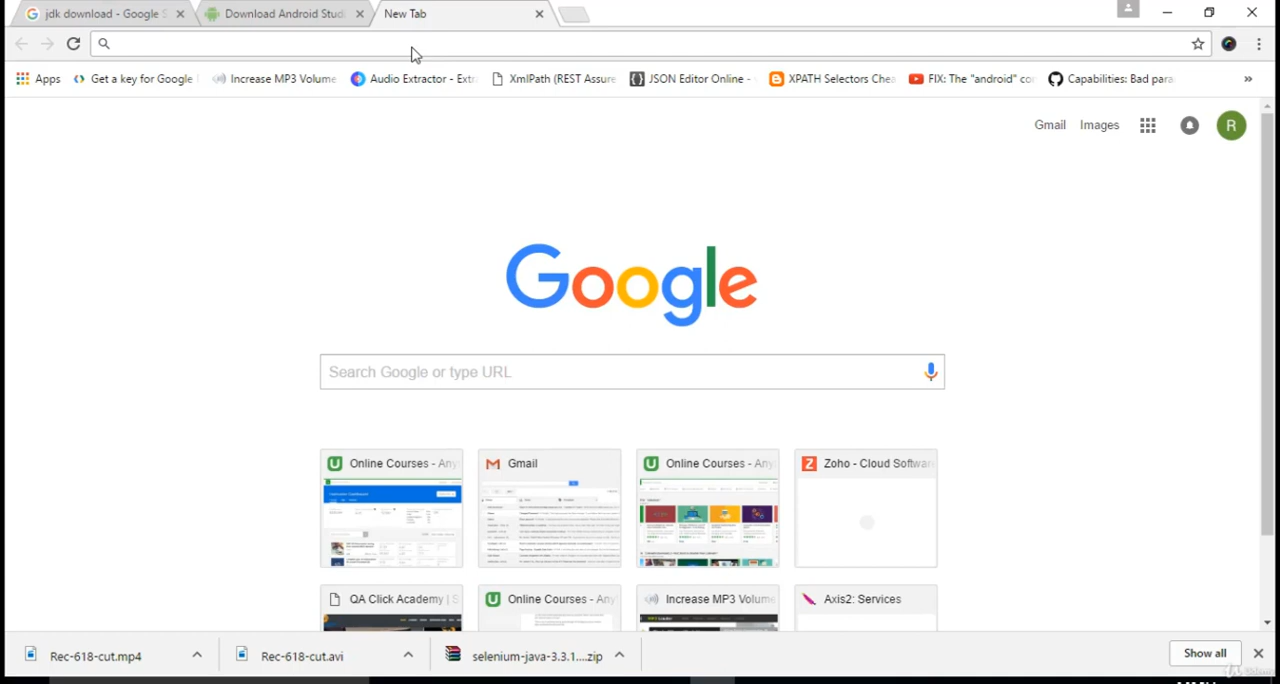 jdk download - Google S
Download Android Studi
New Tab
Apps
Get a key for Google
Increase MP3 Volume
Audio Extractor - Extr
XmlPath (REST Assure
JSON Editor Online -
XPATH Selectors Chea
FIX: The "android" cor
Capabilities: Bad para
»
Gmail
Images
R
Google
Search Google or type URL
Online Courses - Any
Gmail
Online Courses - Any
Zoho - Cloud Softwar
QA Click Academy | S
Online Courses - Any
Increase MP3 Volume
Axis2: Services
Rec-618-cut.mp4
Rec-618-cut.avi
selenium-java-3.3.1....zip
Show all
Udemy